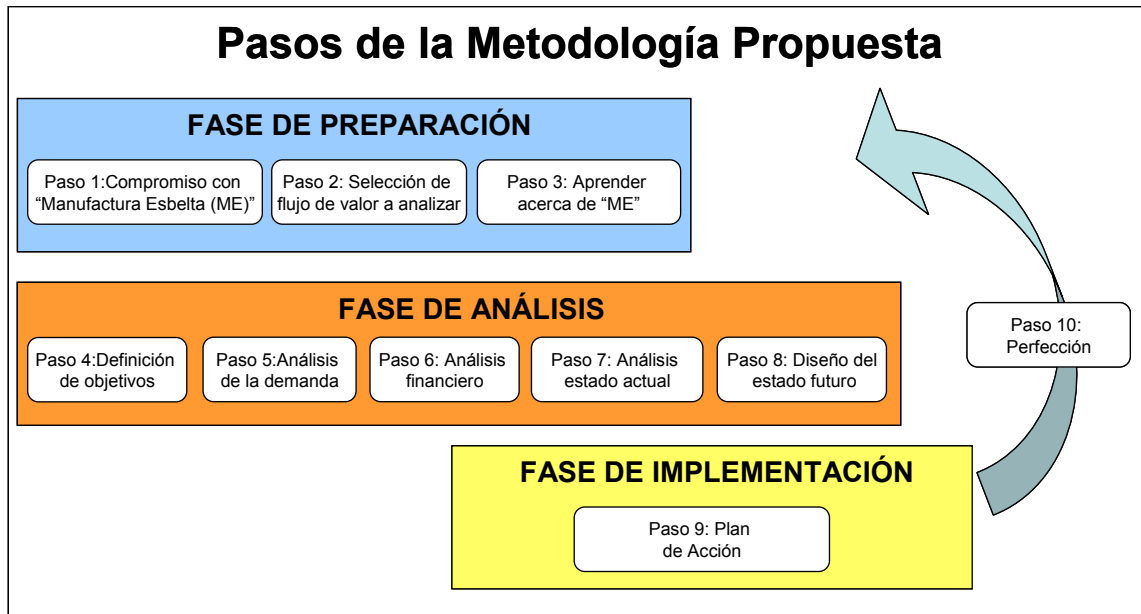 Pasos de la Metodología Propuesta
FASE DE PREPARACIÓN
Paso 1:Compromiso con
“Manufactura Esbelta (ME)”
Paso 2: Selección de
flujo de valor a analizar
Paso 3: Aprender
acerca de “ME”
FASE DE ANÁLISIS
Paso 4:Definición
de objetivos
Paso 5:Análisis
de la demanda
Paso 6: Análisis
financiero
Paso 7: Análisis
estado actual
Paso 8: Diseño del
estado futuro
Paso 10:
Perfección
FASE DE IMPLEMENTACIÓN
Paso 9: Plan
de Acción